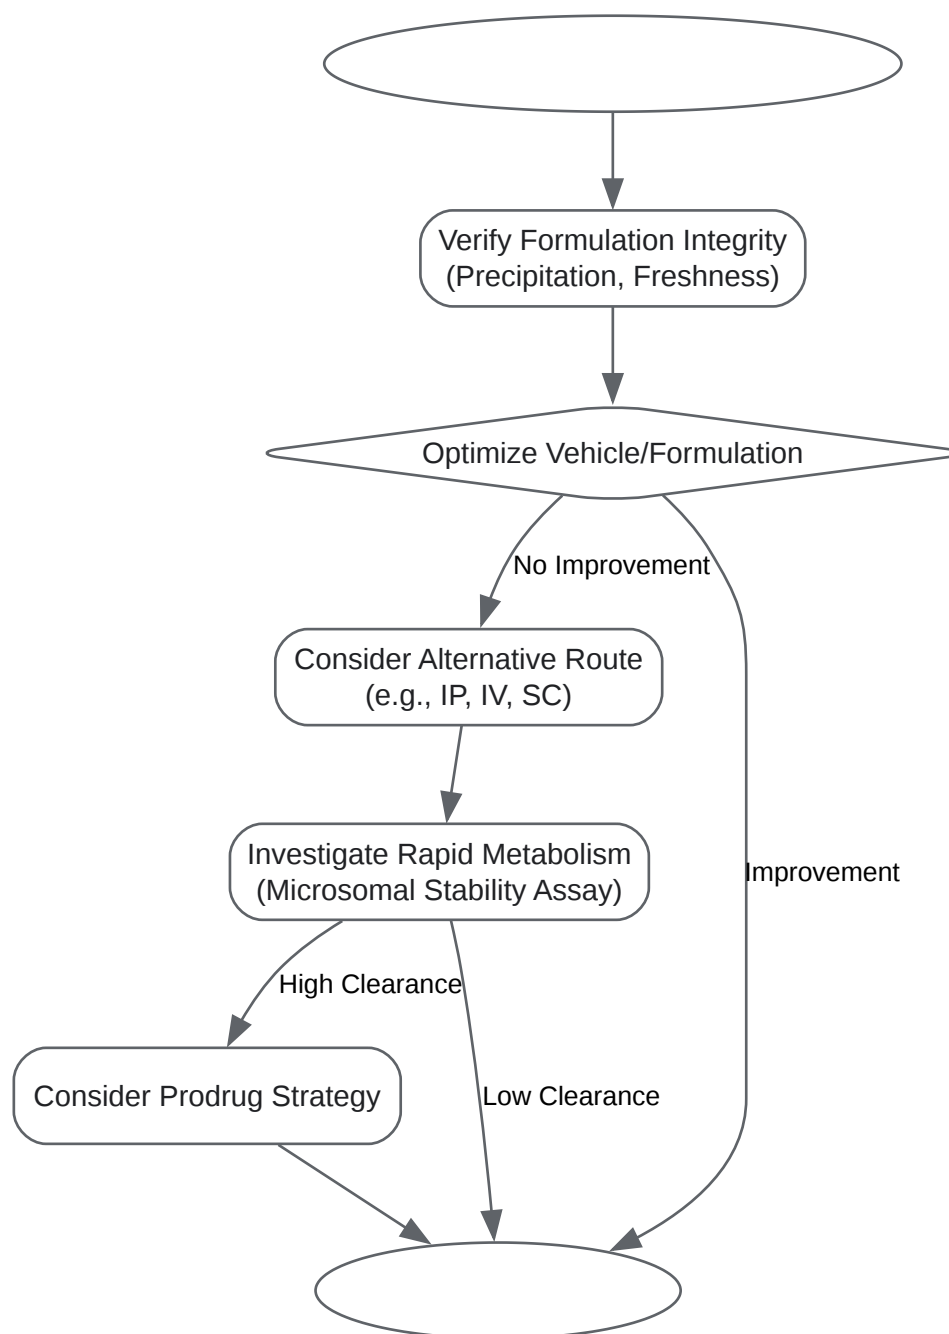 Verify Formulation Integrity
(Precipitation, Freshness)
Optimize Vehicle/Formulation
No Improvement
Consider Alternative Route
(e.g., IP, IV, SC)
Investigate Rapid Metabolism
(Microsomal Stability Assay)
Improvement
High Clearance
Consider Prodrug Strategy
Low Clearance